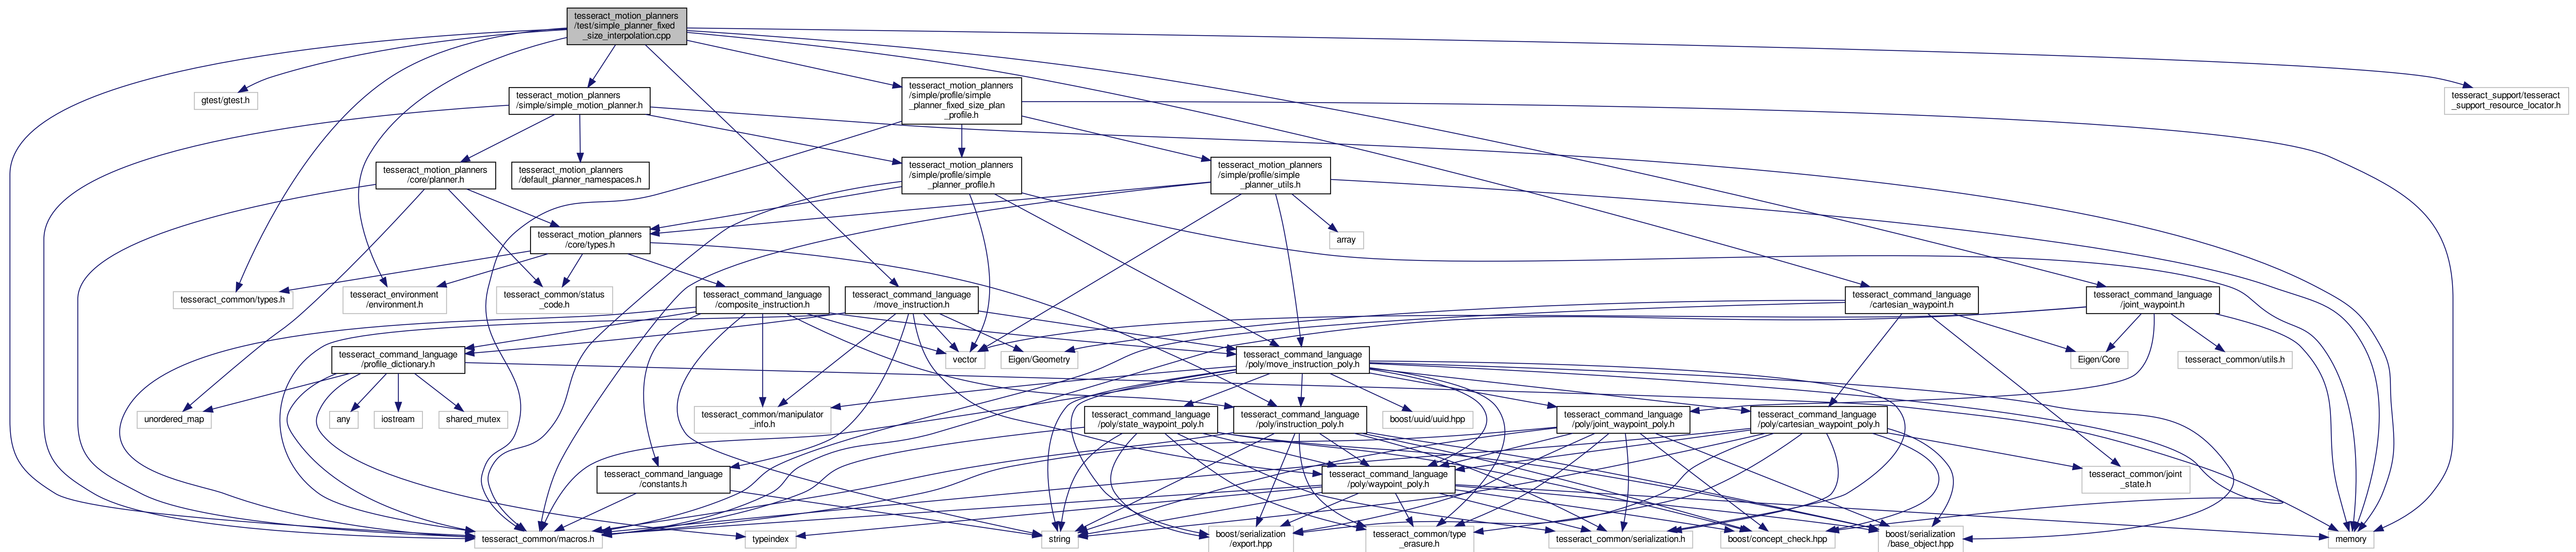 tesseract_motion_planners
/test/simple_planner_fixed
_size_interpolation.cpp
gtest/gtest.h
tesseract_motion_planners
/simple/simple_motion_planner.h
tesseract_motion_planners
/simple/profile/simple
_planner_fixed_size_plan
_profile.h
tesseract_support/tesseract
_support_resource_locator.h
tesseract_motion_planners
/core/planner.h
tesseract_motion_planners
/default_planner_namespaces.h
tesseract_motion_planners
/simple/profile/simple
_planner_profile.h
tesseract_motion_planners
/simple/profile/simple
_planner_utils.h
tesseract_motion_planners
/core/types.h
array
tesseract_common/types.h
tesseract_environment
/environment.h
tesseract_common/status
_code.h
tesseract_command_language
/composite_instruction.h
tesseract_command_language
/move_instruction.h
tesseract_command_language
/cartesian_waypoint.h
tesseract_command_language
/joint_waypoint.h
tesseract_command_language
/profile_dictionary.h
vector
Eigen/Geometry
tesseract_command_language
/poly/move_instruction_poly.h
Eigen/Core
tesseract_common/utils.h
unordered_map
any
iostream
shared_mutex
tesseract_common/manipulator
_info.h
tesseract_command_language
/poly/state_waypoint_poly.h
tesseract_command_language
/poly/instruction_poly.h
boost/uuid/uuid.hpp
tesseract_command_language
/poly/joint_waypoint_poly.h
tesseract_command_language
/poly/cartesian_waypoint_poly.h
tesseract_command_language
/constants.h
tesseract_command_language
/poly/waypoint_poly.h
tesseract_common/joint
_state.h
tesseract_common/macros.h
typeindex
string
boost/serialization
/export.hpp
tesseract_common/type
_erasure.h
tesseract_common/serialization.h
boost/concept_check.hpp
boost/serialization
/base_object.hpp
memory